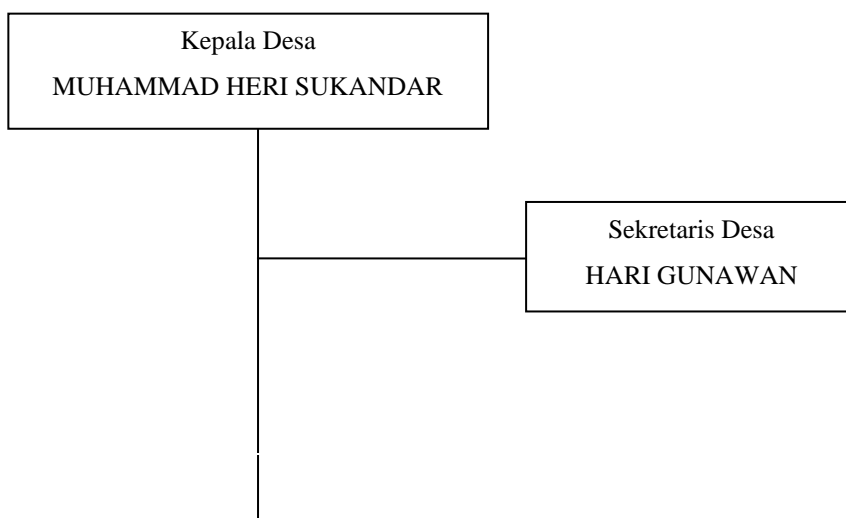 Kepala Desa
MUHAMMAD HERI SUKANDAR
Sekretaris Desa
HARI GUNAWAN